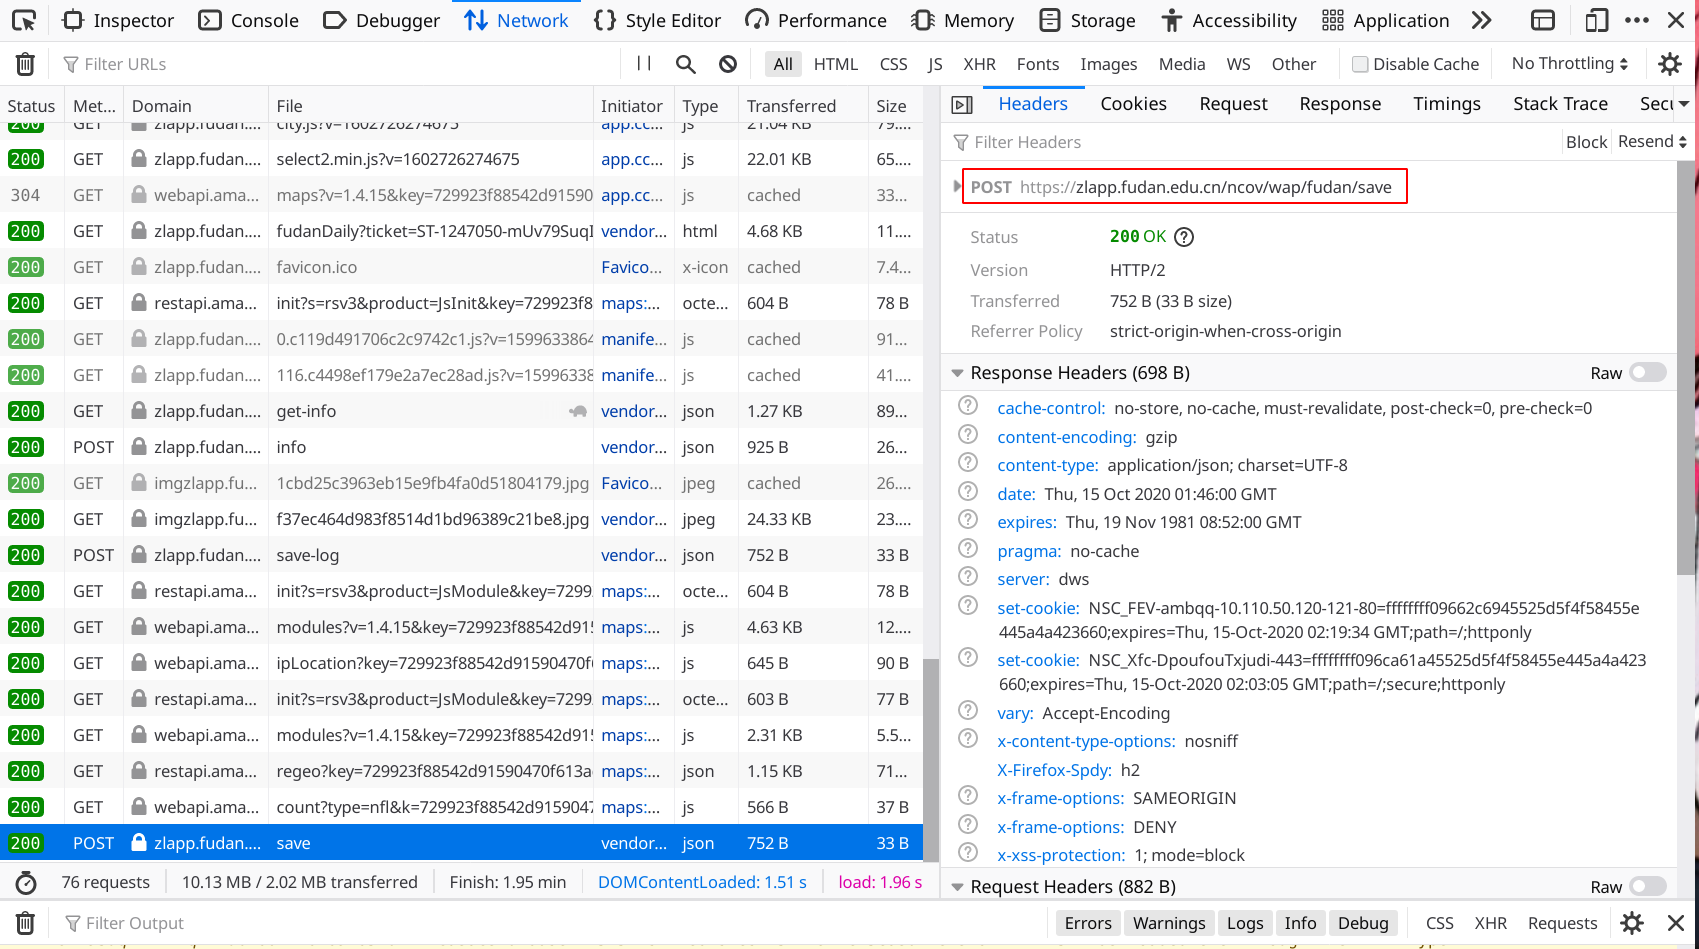 Inspector Console Debugger Network Style Editor Performance Memory Storage Accessibility Application
Filter URLs All HTML CSS JS XHR Fonts Images Media WS Other Disable Cache No Throttling
Status Met... Domain File Initiator Type Transferred Size
200 GET zlapp.fudan.... city.js?v=1602726274675 app.cc... js 21.04 KB 79....
200 GET zlapp.fudan.... select2.min.js?v=1602726274675 app.cc... js 22.01 KB 65....
304 GET webapi.ama... maps?v=1.4.15&key=729923f88542d91590 app.cc... js cached 33...
200 GET zlapp.fudan.... fudanDaily?ticket=ST-1247050-mUv79SuqI vendor... html 4.68 KB 11....
200 GET zlapp.fudan.... favicon.ico Favico... x-icon cached 7.4...
200 GET restapi.ama... init?s=rsv3&product=JsInit&key=729923f8 maps:... octe... 604 B 78 B
200 GET zlapp.fudan.... 0.c119d491706c2c9742c1.js?v=1599633864 manife... js cached 91...
200 GET zlapp.fudan.... 116.c4498ef179e2a7ec28ad.js?v=15996338 manife... js cached 41....
200 GET zlapp.fudan.... get-info vendor... json 1.27 KB 89...
200 POST zlapp.fudan.... info vendor... json 925 B 26...
200 GET imgzlapp.fu... 1cbd25c3963eb15e9fb4fa0d51804179.jpg Favico... jpeg cached 26....
200 GET imgzlapp.fu... f37ec464d983f8514d1bd96389c21be8.jpg vendor... jpeg 24.33 KB 23....
200 POST zlapp.fudan.... save-log vendor... json 752 B 33 B
200 GET restapi.ama... init?s=rsv3&product=JsModule&key=7299 maps:... octe... 604 B 78 B
200 GET webapi.ama... modules?v=1.4.15&key=729923f88542d915 maps:... js 4.63 KB 12....
200 GET webapi.ama... ipLocation?key=729923f88542d91590470f maps:... js 645 B 90 B
200 GET restapi.ama... init?s=rsv3&product=JsModule&key=7299 maps:... octe... 603 B 77 B
200 GET webapi.ama... modules?v=1.4.15&key=729923f88542d915 maps:... js 2.31 KB 5.5...
200 GET restapi.ama... regeo?key=729923f88542d91590470f613a maps:... json 1.15 KB 71...
200 GET webapi.ama... count?type=nfl&k=729923f88542d9159047 maps:... js 566 B 37 B
200 POST zlapp.fudan.... save vendor... json 752 B 33 B
76 requests 10.13 MB / 2.02 MB transferred Finish: 1.95 min DOMContentLoaded: 1.51 s load: 1.96 s
Headers Cookies Request Response Timings Stack Trace Secu
Filter Headers Block Resend
POST https://zlapp.fudan.edu.cn/ncov/wap/fudan/save
Status 200 OK
Version HTTP/2
Transferred 752 B (33 B size)
Referrer Policy strict-origin-when-cross-origin
Response Headers (698 B) Raw
cache-control: no-store, no-cache, must-revalidate, post-check=0, pre-check=0
content-encoding: gzip
content-type: application/json; charset=UTF-8
date: Thu, 15 Oct 2020 01:46:00 GMT
expires: Thu, 19 Nov 1981 08:52:00 GMT
pragma: no-cache
server: dws
set-cookie: NSC_FEV-ambqq-10.110.50.120-121-80=ffffffff09662c6945525d5f4f58455e
445a4a423660;expires=Thu, 15-Oct-2020 02:19:34 GMT;path=/;httponly
set-cookie: NSC_Xfc-DpoufouTxjudi-443=ffffffff096ca61a45525d5f4f58455e445a4a423
660;expires=Thu, 15-Oct-2020 02:03:05 GMT;path=/;secure;httponly
vary: Accept-Encoding
x-content-type-options: nosniff
X-Firefox-Spdy: h2
x-frame-options: SAMEORIGIN
x-frame-options: DENY
x-xss-protection: 1; mode=block
Request Headers (882 B) Raw
Filter Output Errors Warnings Logs Info Debug CSS XHR Requests